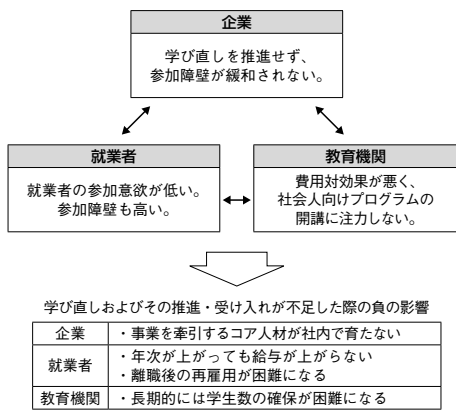 企業
学び直しを推進せず、
参加障壁が緩和されない。
就業者
就業者の参加意欲が低い。
参加障壁も高い。
教育機関
費用対効果が悪く、
社会人向けプログラムの
開講に注力しない。
学び直しおよびその推進・受け入れが不足した際の負の影響
企業 ・事業を牽引するコア人材が社内で育たない
就業者 ・年次が上がっても給与が上がらない
・離職後の再雇用が困難になる
教育機関 ・長期的には学生数の確保が困難になる